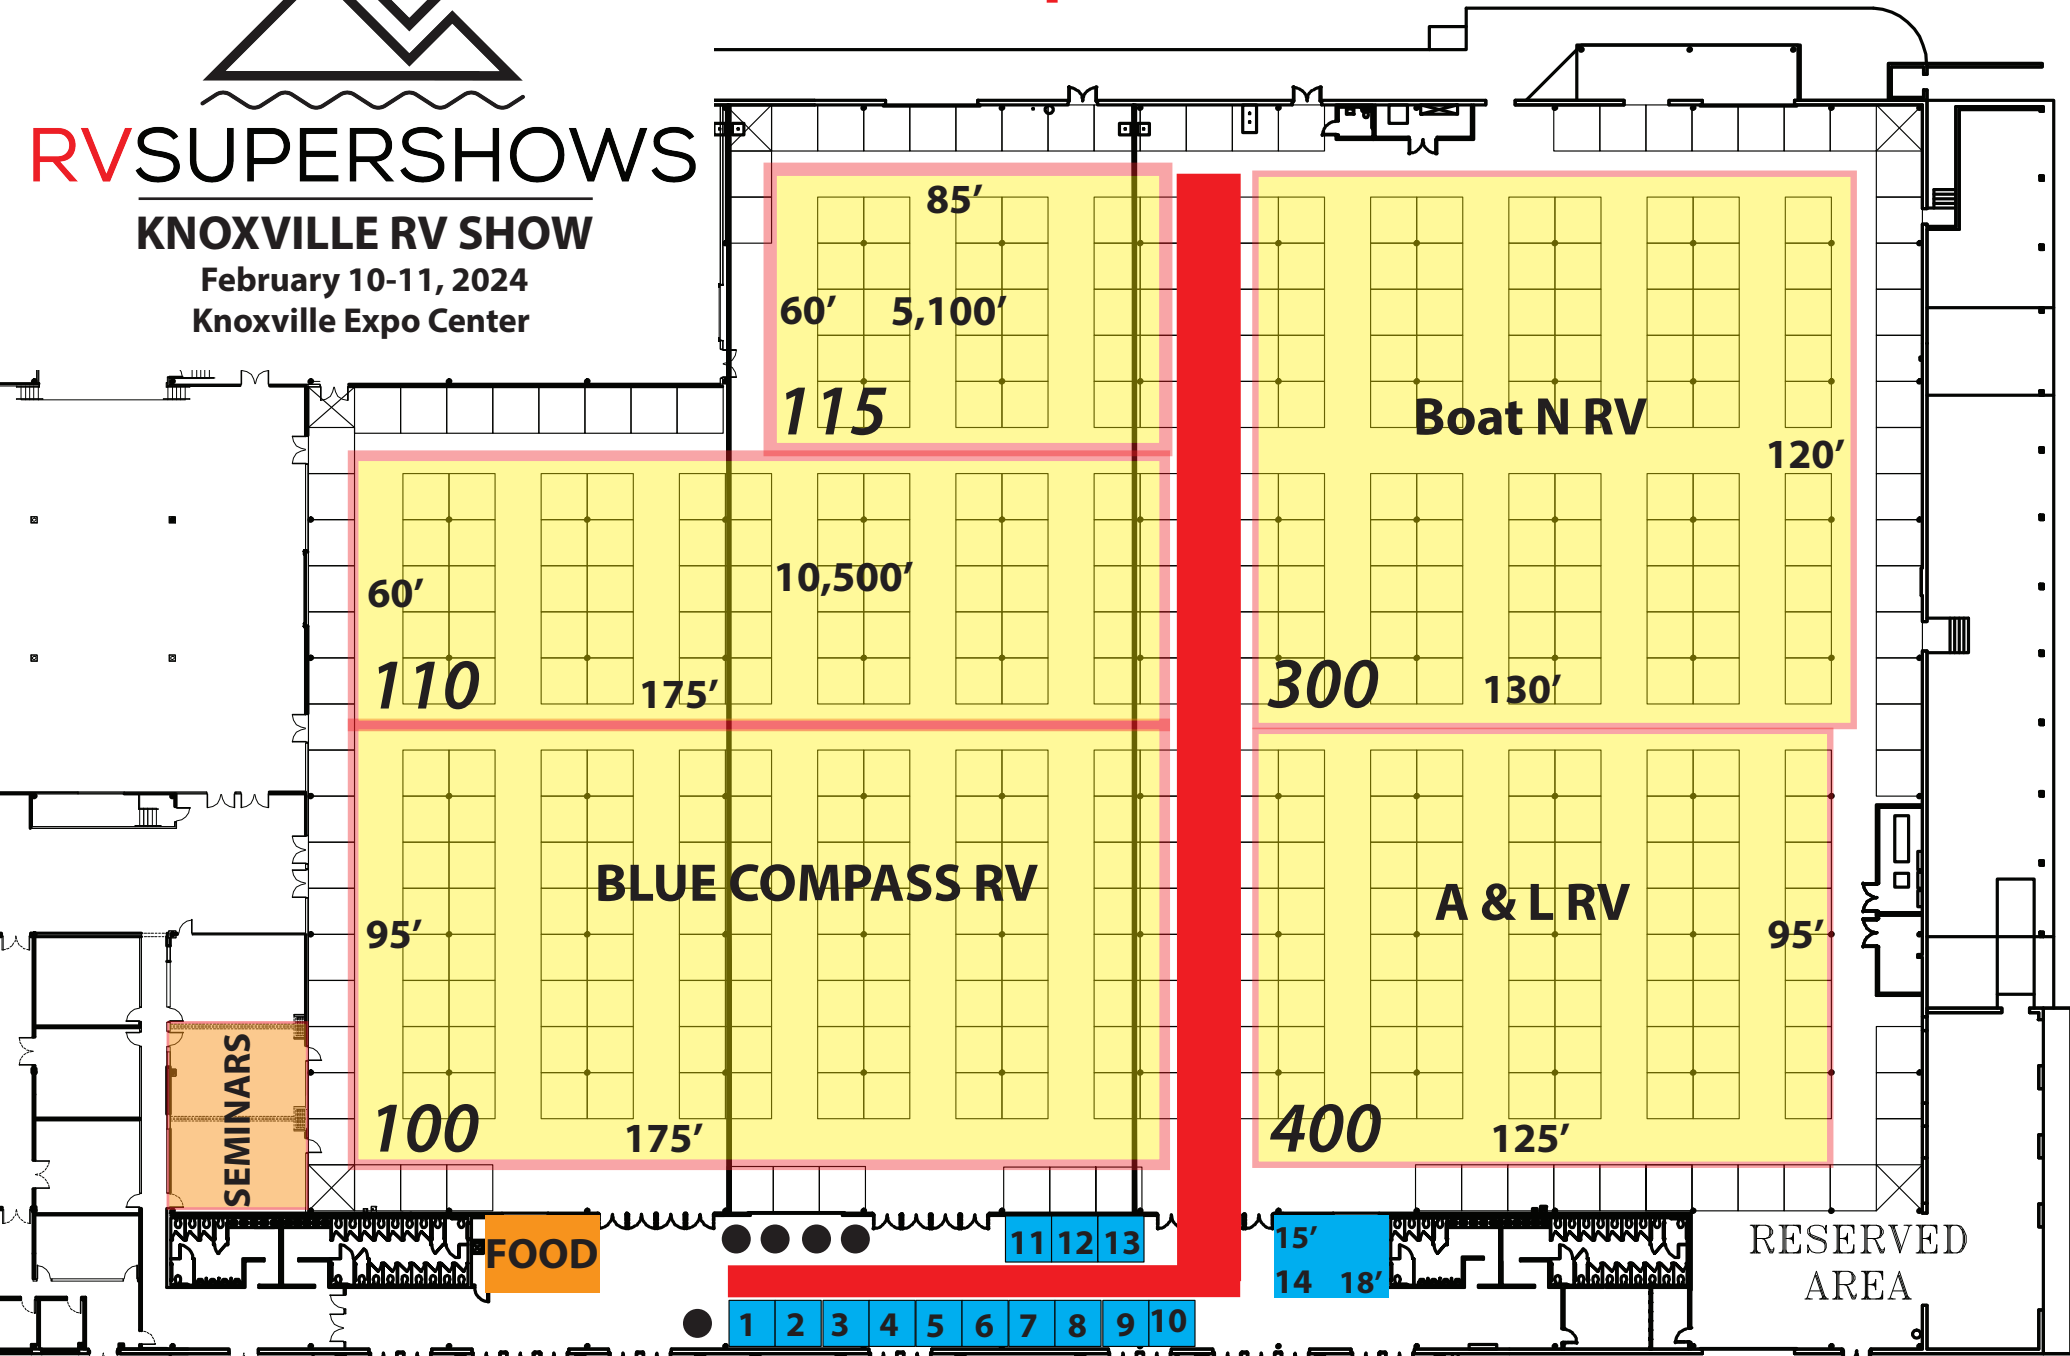 RVSUPERSHOWS
KNOXVILLE RV SHOW
February 10-11, 2024
Knoxville Expo Center
85′
60′ 5,100′
115
Boat N RV
120′
60′
10,500′
110
175′
300
130′
BLUE COMPASS RV
A & L RV
95′
95′
100
175′
400
125′
SEMINARS
FOOD
11 12 13
15′
14 18′
RESERVED
AREA
1 2 3 4 5 6 7 8 9 10